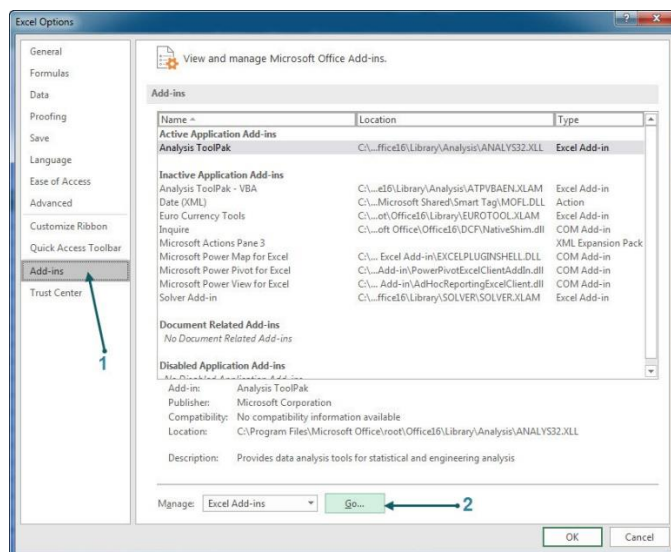 Excel Options
General
Formulas
Data
Proofing
Save
Language
Ease of Access
Advanced
Customize Ribbon
Quick Access Toolbar
Add-ins
Trust Center
1
View and manage Microsoft Office Add-ins.
Add-ins
Name Location Type
Active Application Add-ins
Analysis ToolPak C:\...ffice16\Library\Analysis\ANALYS32.XLL Excel Add-in
Inactive Application Add-ins
Analysis ToolPak - VBA C:\...e16\Library\Analysis\ATPVBAEN.XLAM Excel Add-in
Date (XML) C:\...Microsoft Shared\Smart Tag\MOFL.DLL Action
Euro Currency Tools C:\...ot\Office16\Library\EUROTOOL.XLAM Excel Add-in
Inquire C:\...oft Office\Office16\DCF\NativeShim.dll COM Add-in
Microsoft Actions Pane 3 XML Expansion Pack
Microsoft Power Map for Excel C:\... Excel Add-in\EXCELPLUGINSHELL.DLL COM Add-in
Microsoft Power Pivot for Excel C:\...Add-in\PowerPivotExcelClientAddIn.dll COM Add-in
Microsoft Power View for Excel C:\... Add-in\AdHocReportingExcelClient.dll COM Add-in
Solver Add-in C:\...ffice16\Library\SOLVER\SOLVER.XLAM Excel Add-in
Document Related Add-ins
No Document Related Add-ins
Disabled Application Add-ins
No Disabled Application Add-ins
Add-in: Analysis ToolPak
Publisher: Microsoft Corporation
Compatibility: No compatibility information available
Location: C:\Program Files\Microsoft Office\root\Office16\Library\Analysis\ANALYS32.XLL
Description: Provides data analysis tools for statistical and engineering analysis
Manage: Excel Add-ins Go... 2
OK Cancel